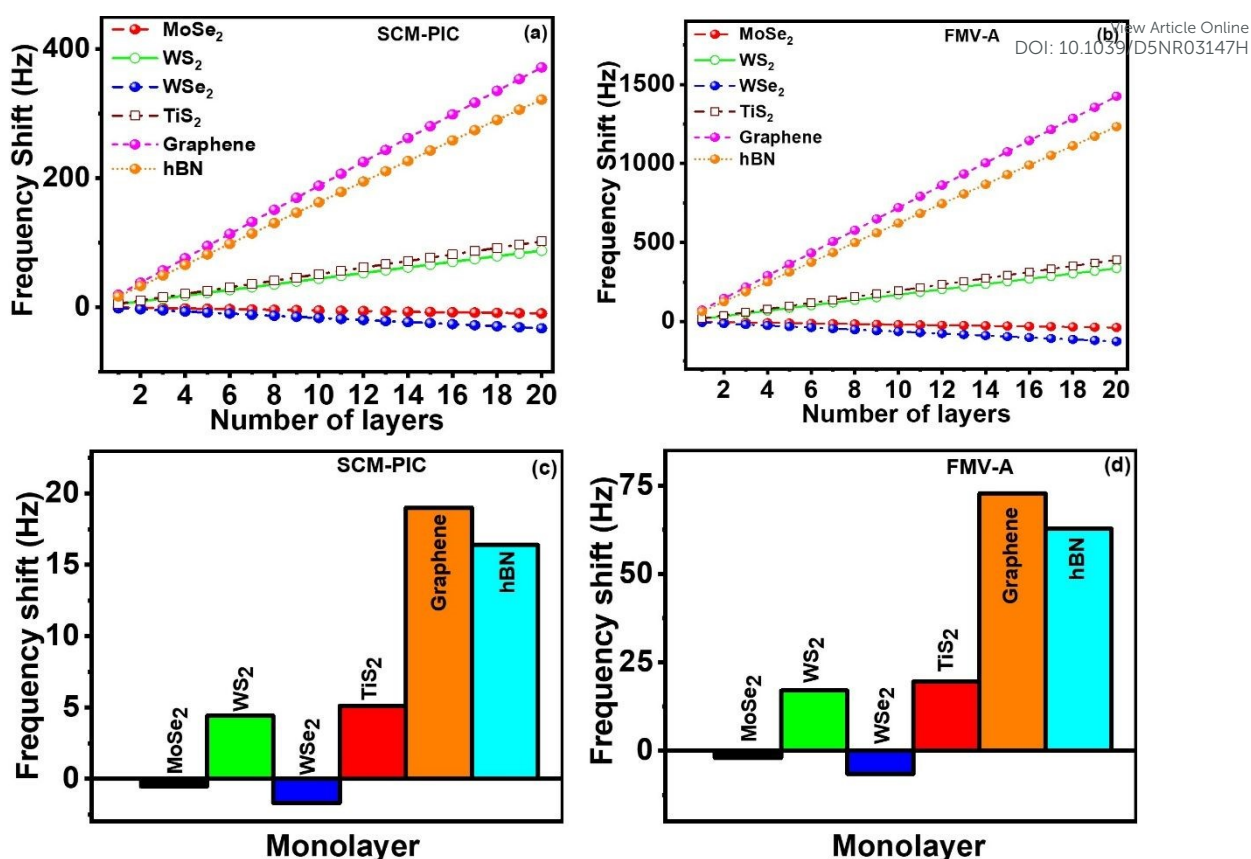 View Article Online
DOI: 10.1039/D5NR03147H
SCM-PIC
(a)
MoSe2
WS2
WSe2
TiS2
Graphene
hBN
400
200
0
Frequency Shift (Hz)
2 4 6 8 10 12 14 16 18 20
Number of layers
FMV-A
(b)
MoSe2
WS2
WSe2
TiS2
Graphene
hBN
1500
1000
500
0
Frequency Shift (Hz)
2 4 6 8 10 12 14 16 18 20
Number of layers
SCM-PIC
(c)
20
15
10
5
0
Frequency shift (Hz)
MoSe2
WS2
WSe2
TiS2
Graphene
hBN
Monolayer
FMV-A
(d)
75
50
25
0
Frequency shift (Hz)
MoSe2
WS2
WSe2
TiS2
Graphene
hBN
Monolayer